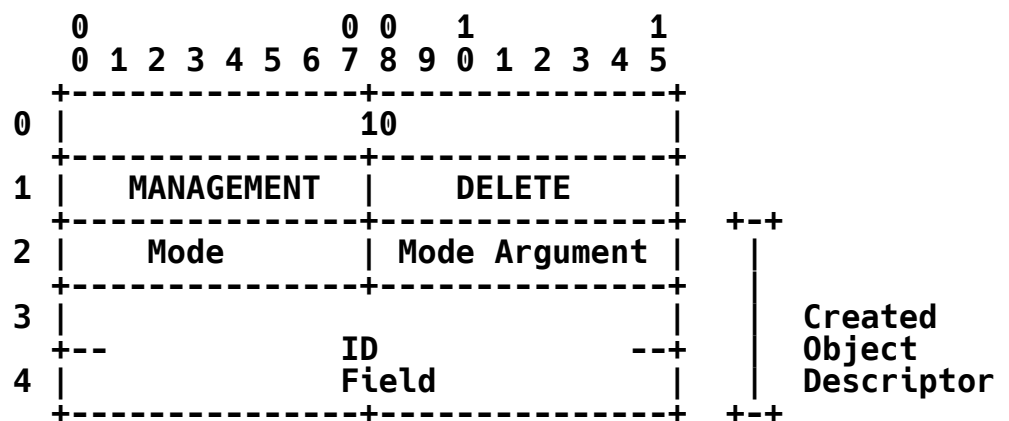 0 0 0 1 1
0 1 2 3 4 5 6 7 8 9 0 1 2 3 4 5
+---------------+---------------+
0 | 10 |
+---------------+---------------+
1 | MANAGEMENT | DELETE |
+---------------+---------------+ +-+
2 | Mode | Mode Argument | |
+---------------+---------------+ |
3 | | | Created
+-- ID --+ | Object
4 | Field | | Descriptor
+---------------+---------------+ +-+